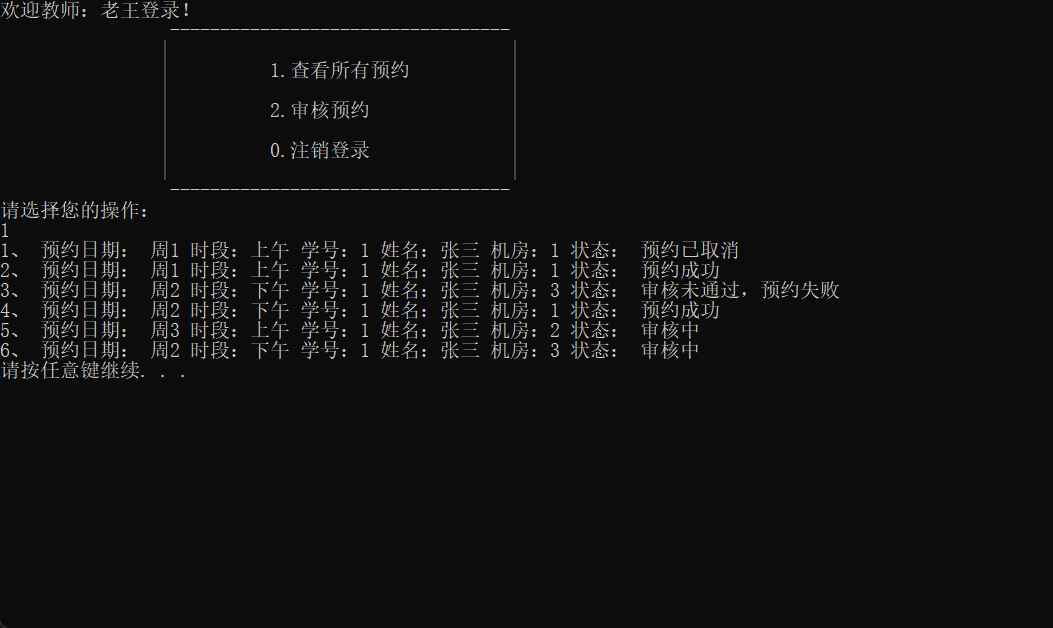 欢迎教师：老王登录！
----------------------------------
1.查看所有预约
2.审核预约
0.注销登录
----------------------------------
请选择您的操作：
1
1、 预约日期： 周1 时段：上午 学号：1 姓名：张三 机房：1 状态： 预约已取消
2、 预约日期： 周1 时段：上午 学号：1 姓名：张三 机房：1 状态： 预约成功
3、 预约日期： 周2 时段：下午 学号：1 姓名：张三 机房：3 状态： 审核未通过，预约失败
4、 预约日期： 周2 时段：下午 学号：1 姓名：张三 机房：1 状态： 预约成功
5、 预约日期： 周3 时段：上午 学号：1 姓名：张三 机房：2 状态： 审核中
6、 预约日期： 周2 时段：下午 学号：1 姓名：张三 机房：3 状态： 审核中
请按任意键继续. . .